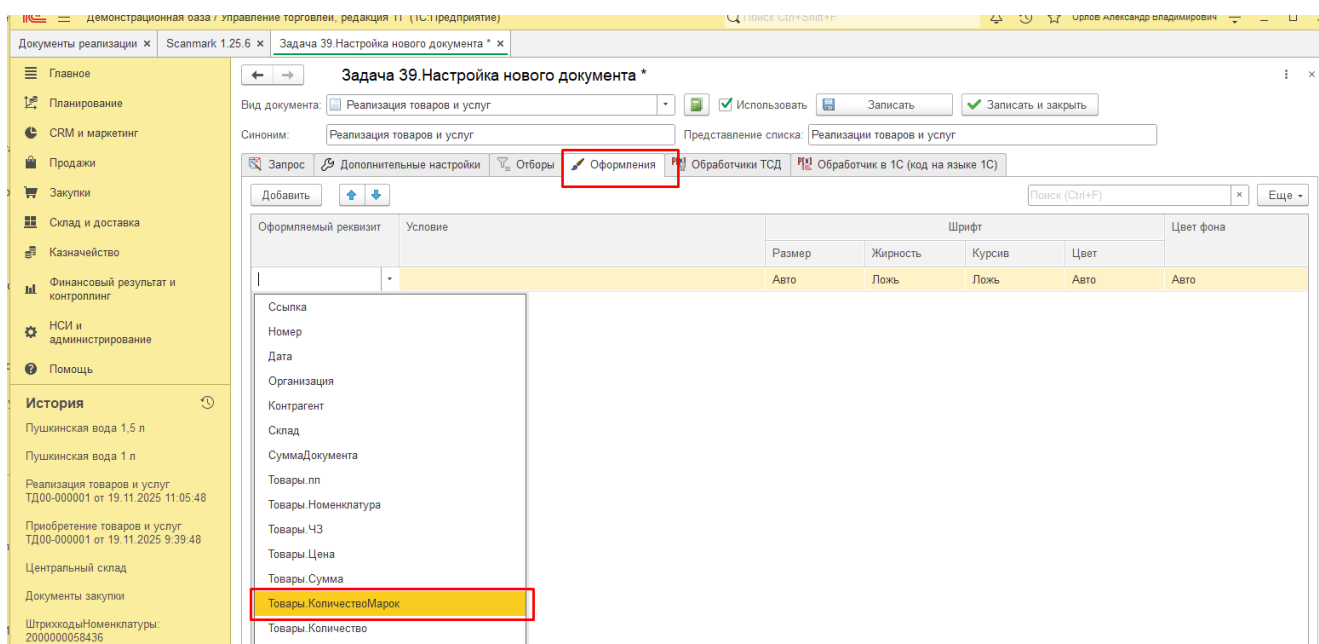 Демонстрационная база / Управление торговлей, редакция 11 (1С:Предприятие)
Поиск Ctrl+Shift+F
Орлов Александр Владимирович
Документы реализации ×
Scanmark 1.25.6 ×
Задача 39.Настройка нового документа * ×
Главное
Планирование
CRM и маркетинг
Продажи
Закупки
Склад и доставка
Казначейство
Финансовый результат и
контроллинг
НСИ и
администрирование
Помощь
История
Пушкинская вода 1,5 л
Пушкинская вода 1 л
Реализация товаров и услуг
ТД00-000001 от 19.11.2025 11:05:48
Приобретение товаров и услуг
ТД00-000001 от 19.11.2025 9:39:48
Центральный склад
Документы закупки
ШтрихкодыНоменклатуры:
2000000058436
Задача 39.Настройка нового документа *
Вид документа: Реализация товаров и услуг
Использовать
Записать
Записать и закрыть
Синоним: Реализация товаров и услуг
Представление списка: Реализации товаров и услуг
Запрос
Дополнительные настройки
Отборы
Оформления
Обработчики ТСД
Обработчик в 1С (код на языке 1С)
Добавить
Поиск (Ctrl+F) ×
Еще
Оформляемый реквизит
Условие
Шрифт
Цвет фона
Размер
Жирность
Курсив
Цвет
Авто
Ложь
Ложь
Авто
Авто
Ссылка
Номер
Дата
Организация
Контрагент
Склад
СуммаДокумента
Товары.пп
Товары.Номенклатура
Товары.ЧЗ
Товары.Цена
Товары.Сумма
Товары.КоличествоМарок
Товары.Количество